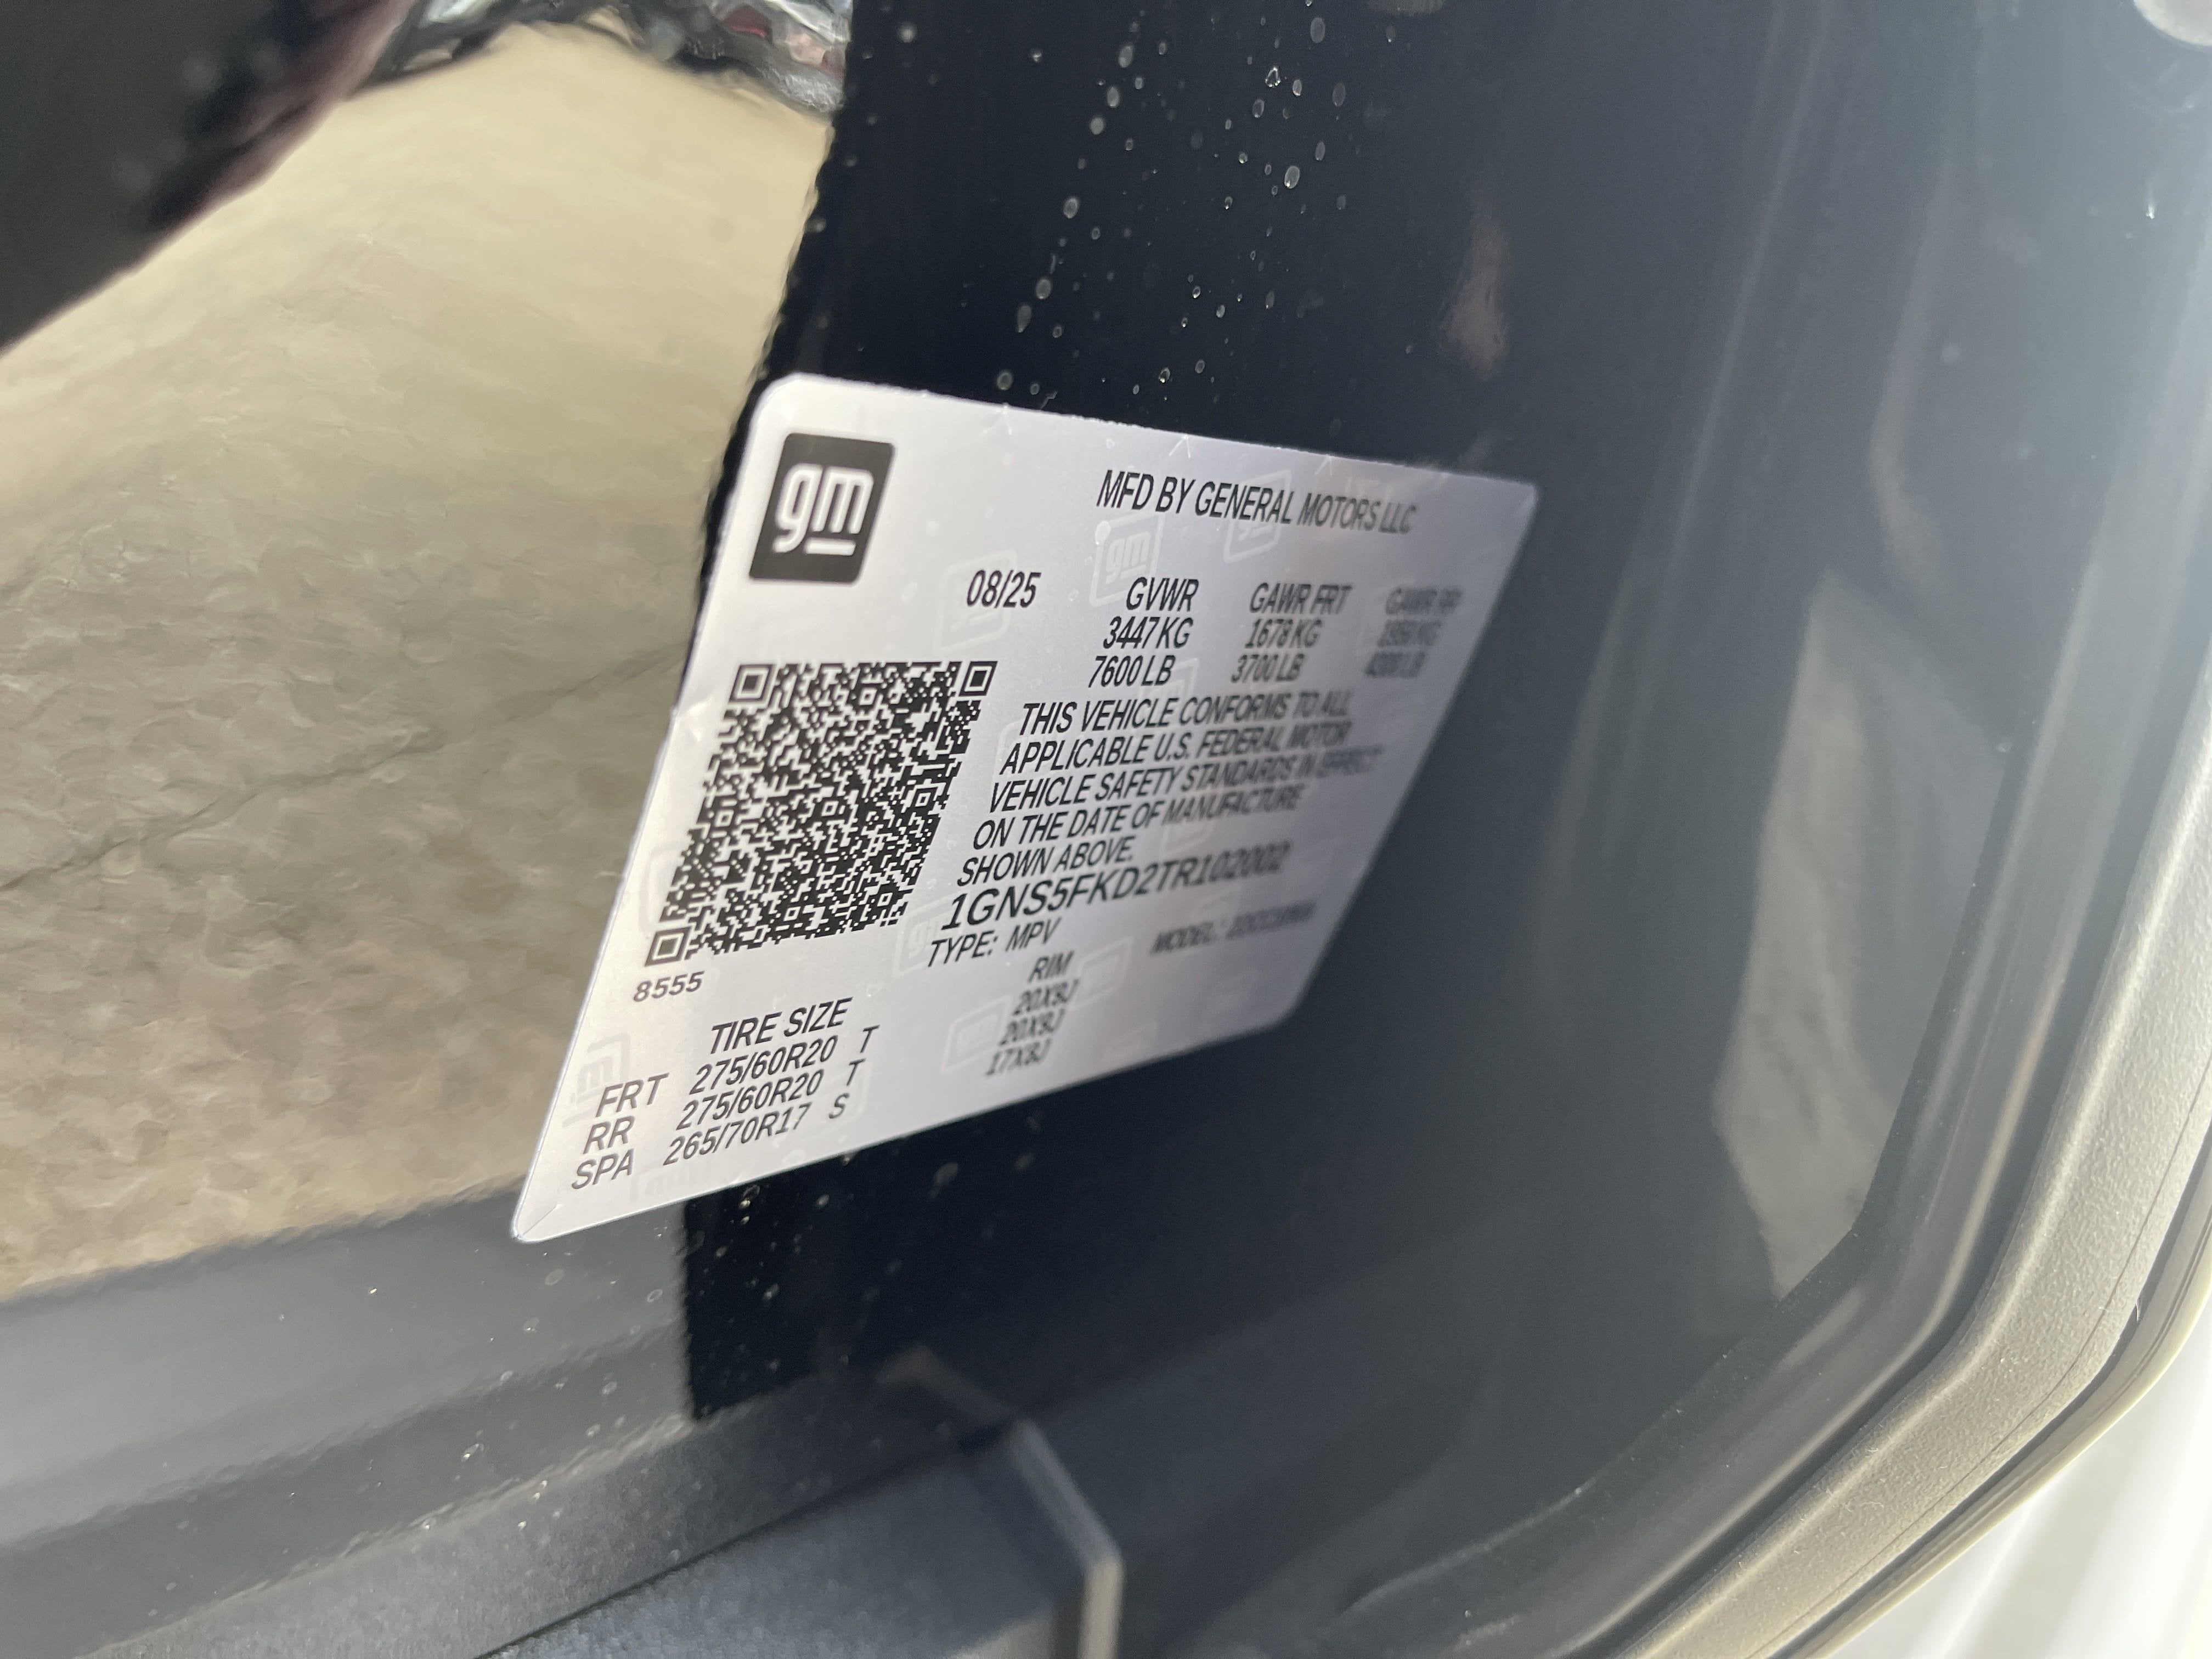 gm
MFD BY GENERAL MOTORS LLC
08/25 GVWR GAWR FRT GAWR RR
3447 KG 1678 KG
7600 LB 3700 LB
THIS VEHICLE CONFORMS TO ALL
APPLICABLE U.S. FEDERAL MOTOR
VEHICLE SAFETY STANDARDS IN EFFECT
ON THE DATE OF MANUFACTURE
SHOWN ABOVE.
1GNS5FKD2TR102002
TYPE: MPV MODEL:
8555
TIRE SIZE RIM
FRT 275/60R20 T 20X9J
RR 275/60R20 T 20X9J
SPA 265/70R17 S 17X8J